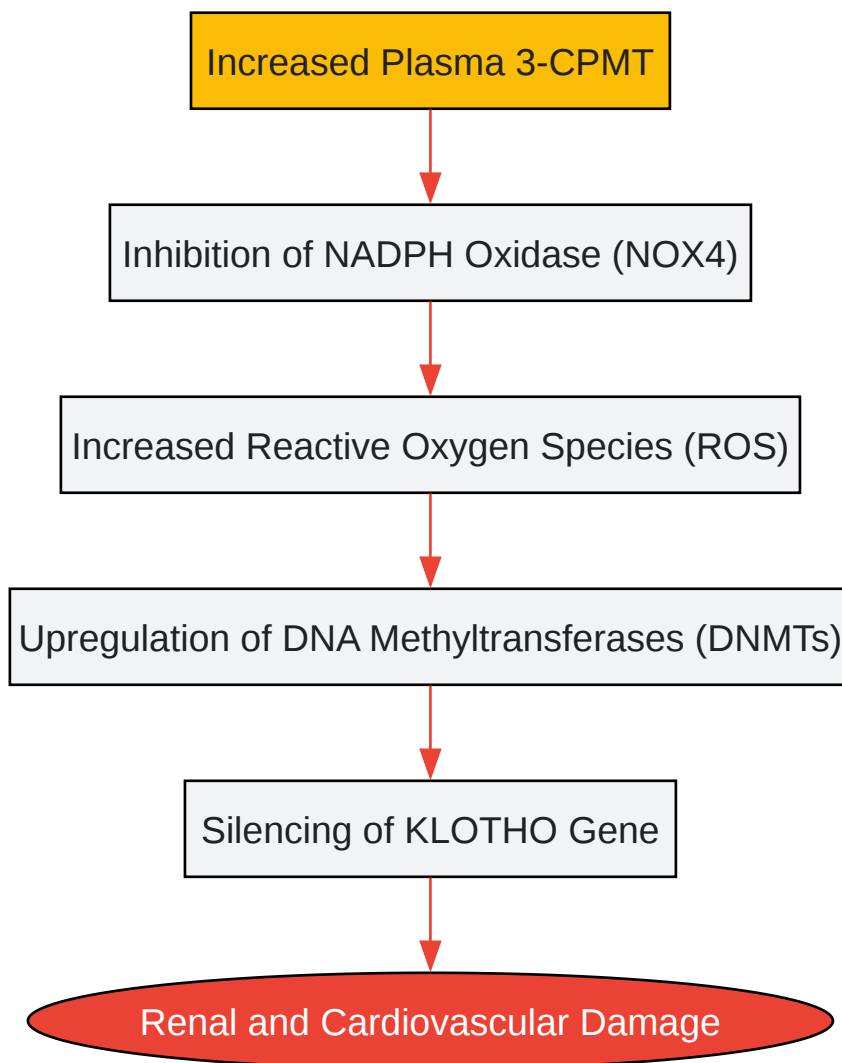 Increased Plasma 3-CPMT
Inhibition of NADPH Oxidase (NOX4)
Increased Reactive Oxygen Species (ROS)
Upregulation of DNA Methyltransferases (DNMTs)
Silencing of KLOTHO Gene
Renal and Cardiovascular Damage